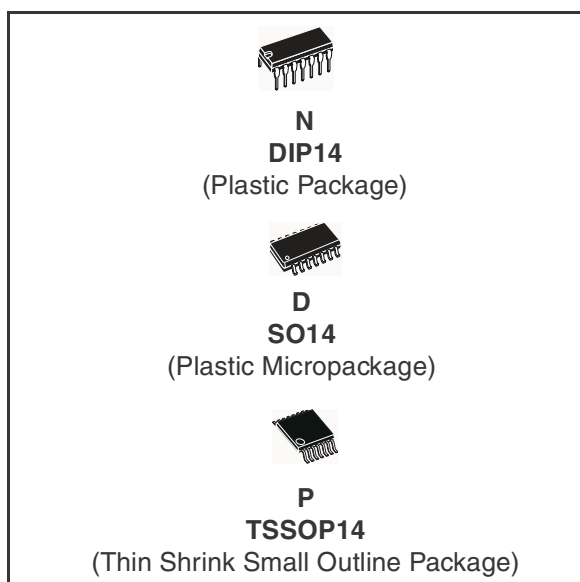 N
DIP14
(Plastic Package)
D
SO14
(Plastic Micropackage)
P
TSSOP14
(Thin Shrink Small Outline Package)